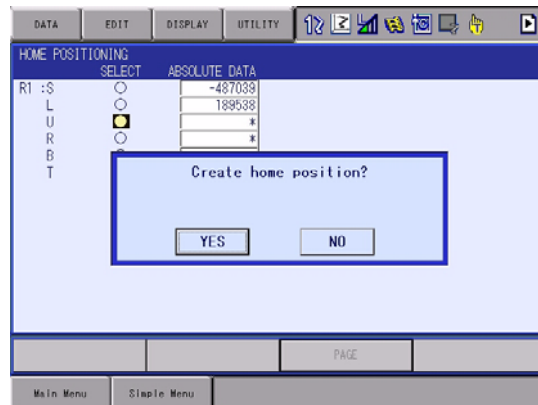 DATA EDIT DISPLAY UTILITY
HOME POSITIONING
SELECT ABSOLUTE DATA
R1 :S -487039
L 189538
U *
R *
B
T
Create home position?
YES NO
PAGE
Main Menu Simple Menu